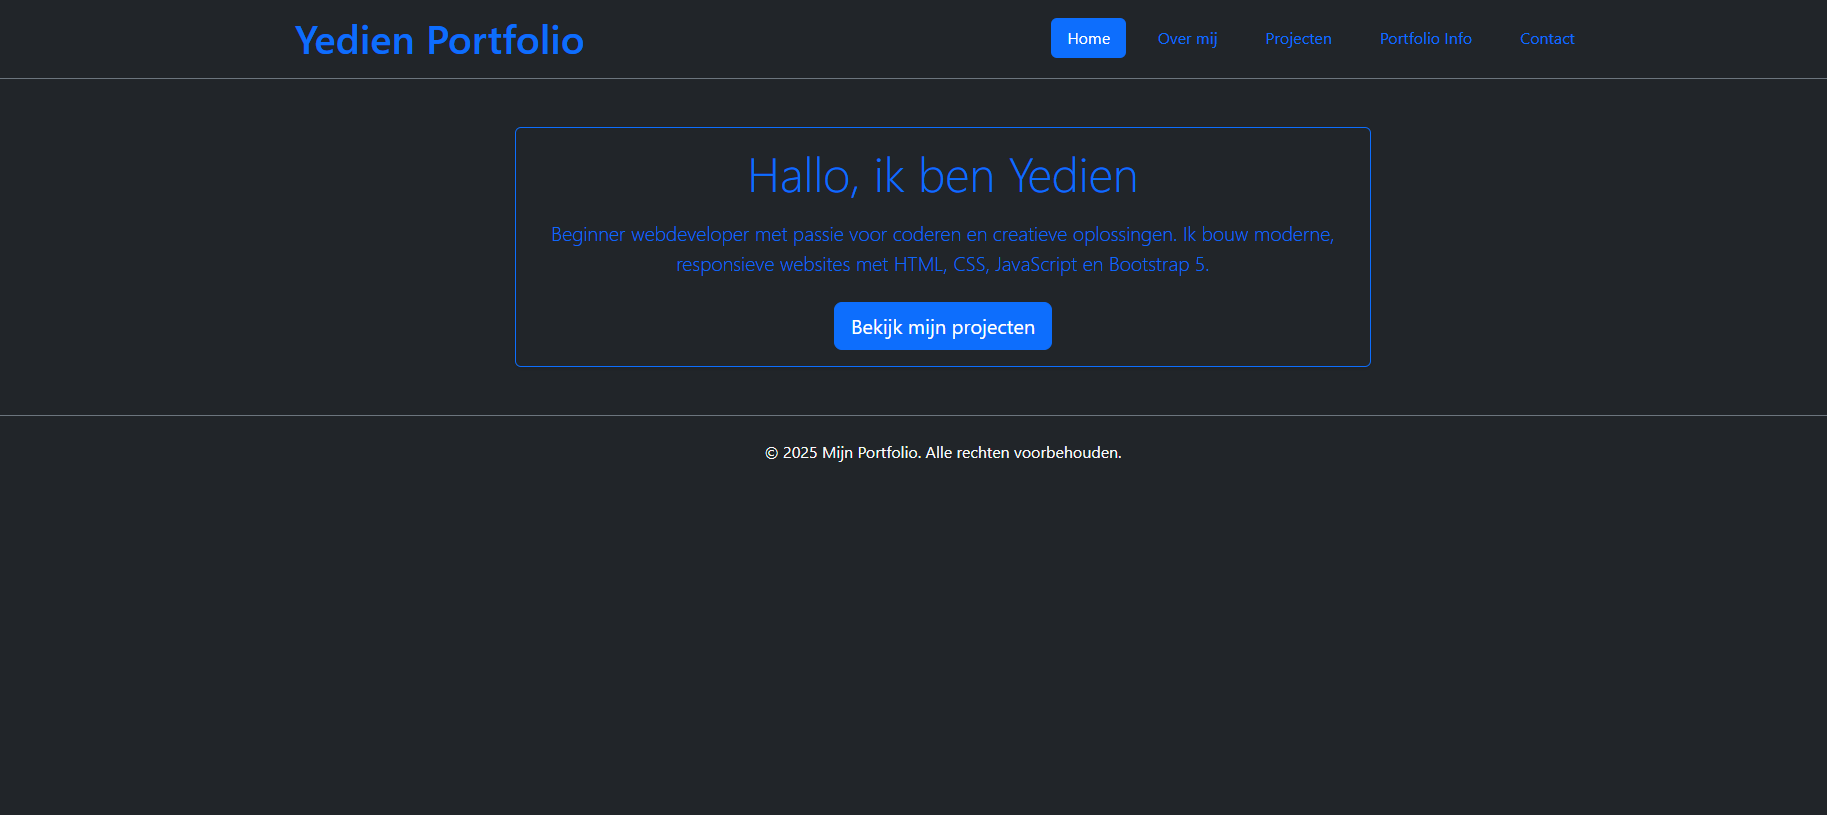 Yedien Portfolio
Home
Over mij
Projecten
Portfolio Info
Contact
Hallo, ik ben Yedien
Beginner webdeveloper met passie voor coderen en creatieve oplossingen. Ik bouw moderne,
responsieve websites met HTML, CSS, JavaScript en Bootstrap 5.
Bekijk mijn projecten
© 2025 Mijn Portfolio. Alle rechten voorbehouden.